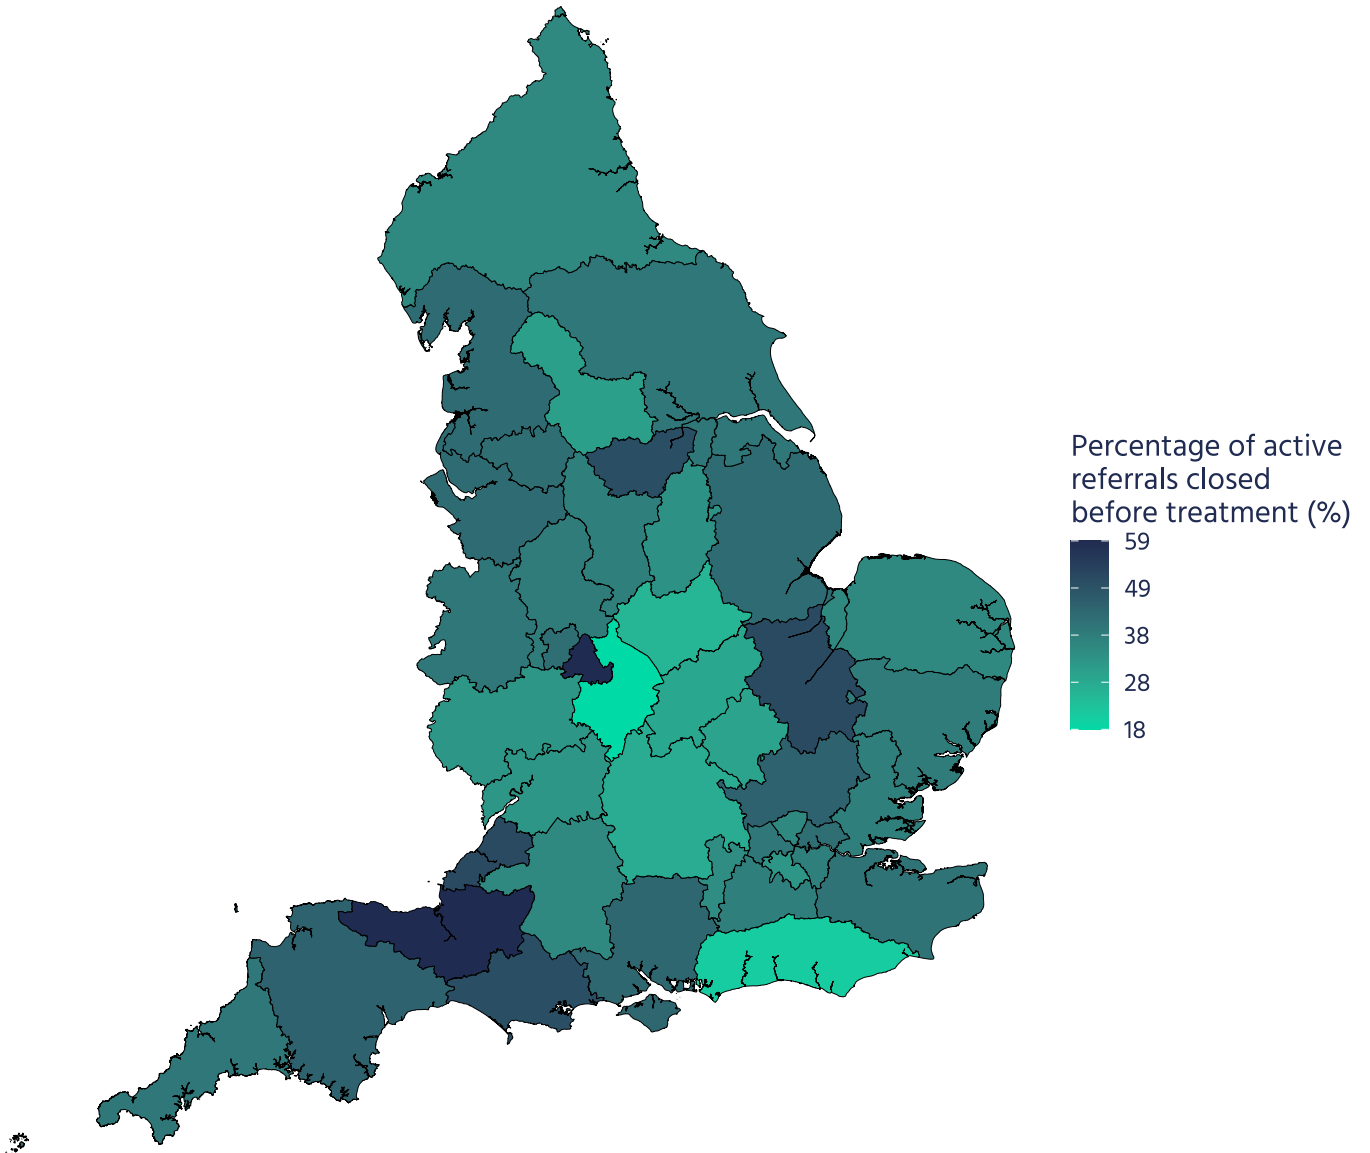 Percentage of active
referrals closed
before treatment (%)
59
49
38
28
18